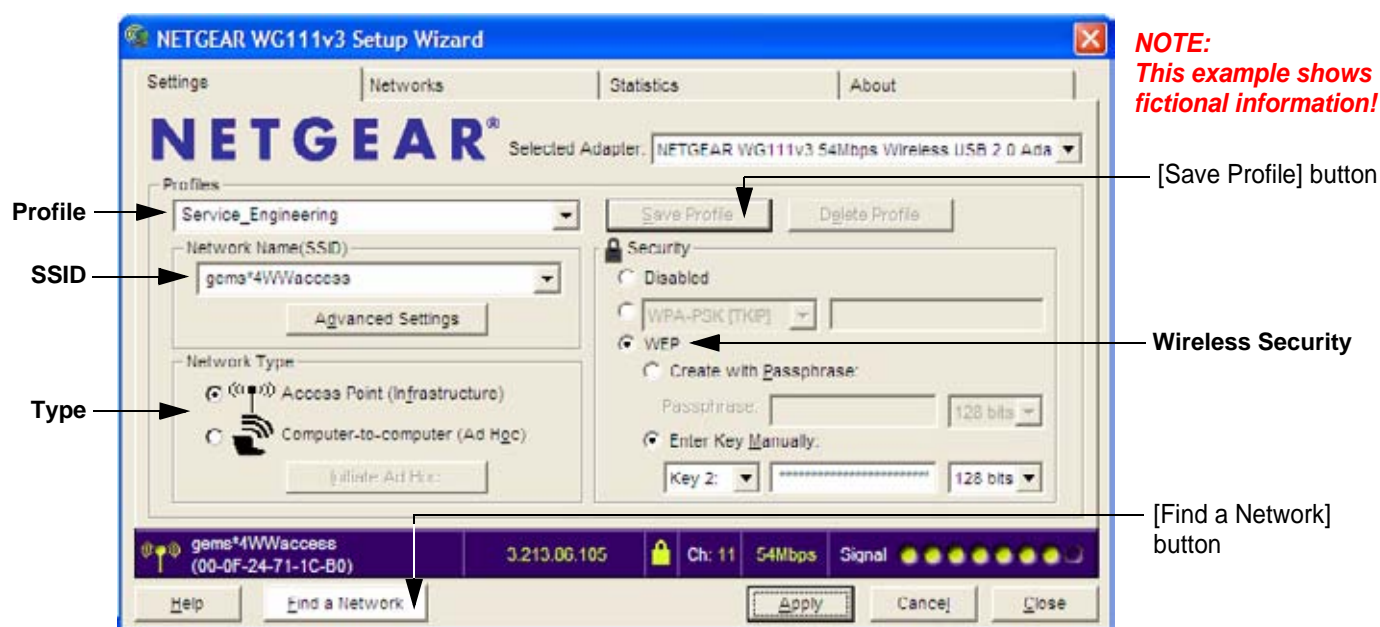 NETGEAR WG111v3 Setup Wizard
NOTE:
This example shows
fictional information!
Settings
Networks
Statistics
About
NETGEAR®
Selected Adapter: NETGEAR WG111v3 54Mbps Wireless USB 2.0 Ada
[Save Profile] button
Profiles
Profile
Service_Engineering
Save Profile
Delete Profile
Network Name(SSID)
SSID
gems*4WWaccess
Advanced Settings
Security
Disabled
WPA-PSK [TKIP]
WEP
Wireless Security
Create with Passphrase:
Passphrase:
128 bits
Enter Key Manually:
Key 2:
**************************
128 bits
Network Type
Type
Access Point (Infrastructure)
Computer-to-computer (Ad Hoc)
Initiate Ad Hoc
[Find a Network]
button
gems*4WWaccess
(00-0F-24-71-1C-B0)
3.213.86.105
Ch: 11
54Mbps
Signal
Help
Find a Network
Apply
Cancel
Close